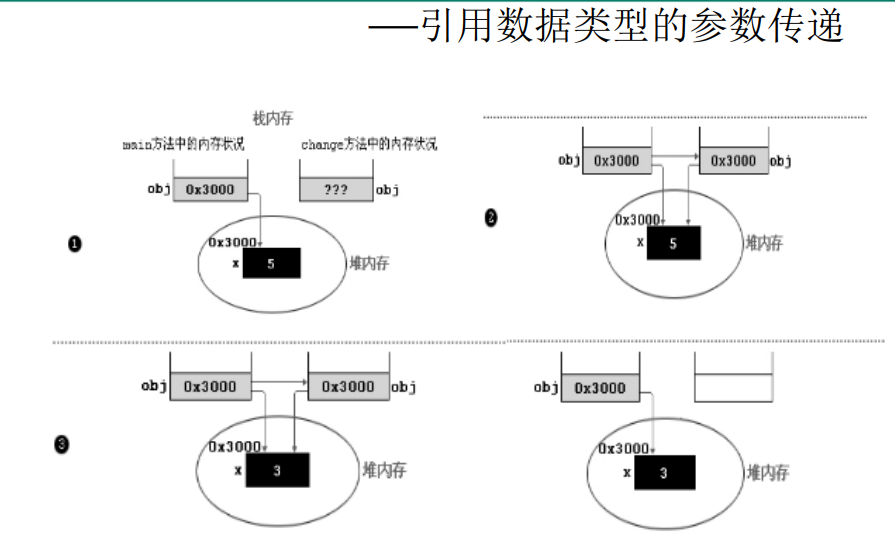 ——引用数据类型的参数传递
栈内存
main方法中的内存状况
change方法中的内存状况
obj 0x3000
??? obj
0x3000
❶
x 5 堆内存
obj 0x3000
0x3000 obj
❷
0x3000
x 5 堆内存
obj 0x3000
0x3000 obj
❸
0x3000
x 3 堆内存
obj 0x3000
0x3000
x 3 堆内存